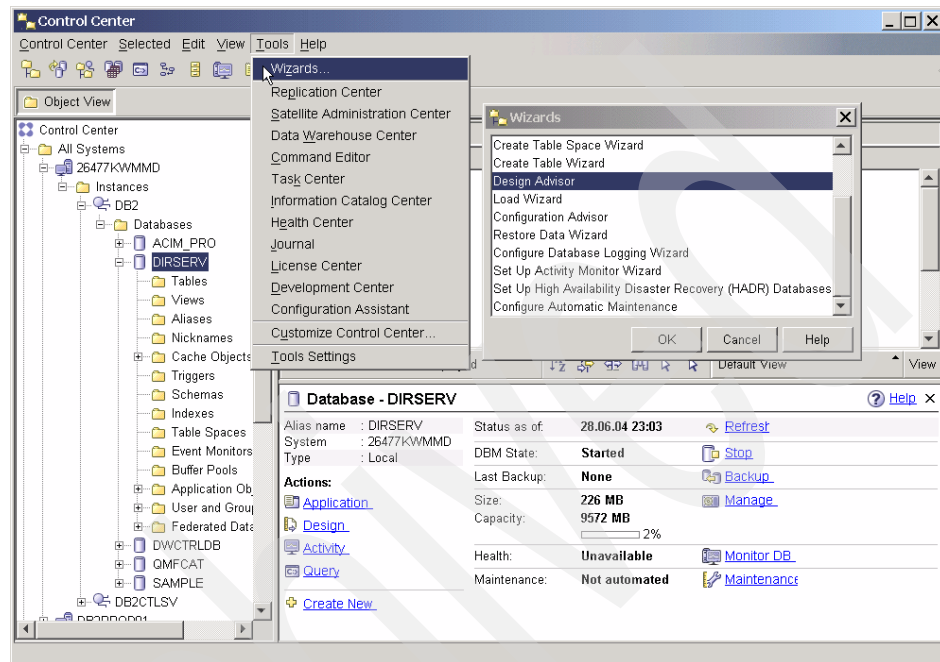 Control Center
Control Center Selected Edit View Tools Help
Wizards...
Replication Center
Satellite Administration Center
Data Warehouse Center
Command Editor
Task Center
Information Catalog Center
Health Center
Journal
License Center
Development Center
Configuration Assistant
Customize Control Center...
Tools Settings
Object View
Control Center
All Systems
26477KWMMD
Instances
DB2
Databases
ACIM_PRO
DIRSERV
Tables
Views
Aliases
Nicknames
Cache Objects
Triggers
Schemas
Indexes
Table Spaces
Event Monitors
Buffer Pools
Application Ob
User and Grou
Federated Data
DWCTRLDB
QMFCAT
SAMPLE
DB2CTLSV
Wizards
Create Table Space Wizard
Create Table Wizard
Design Advisor
Load Wizard
Configuration Advisor
Restore Data Wizard
Configure Database Logging Wizard
Set Up Activity Monitor Wizard
Set Up High Availability Disaster Recovery (HADR) Databases
Configure Automatic Maintenance
OK Cancel Help
Default View View
Database - DIRSERV Help
Alias name : DIRSERV
System : 26477KWMMD
Type : Local
Actions:
Application
Design
Activity
Query
Create New
Status as of: 28.06.04 23:03 Refresh
DBM State: Started Stop
Last Backup: None Backup
Size: 226 MB Manage
Capacity: 9572 MB
2%
Health: Unavailable Monitor DB
Maintenance: Not automated Maintenance